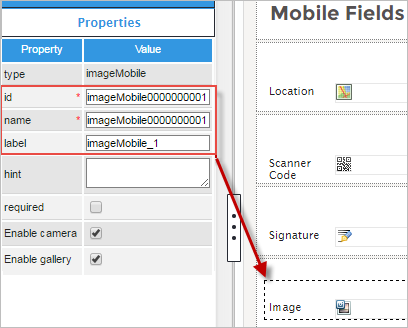 Properties
Property Value
type imageMobile
id * imageMobile0000000001
name * imageMobile0000000001
label imageMobile_1
hint
required
Enable camera
Enable gallery
Mobile Fields
Location
Scanner
Code
Signature
Image